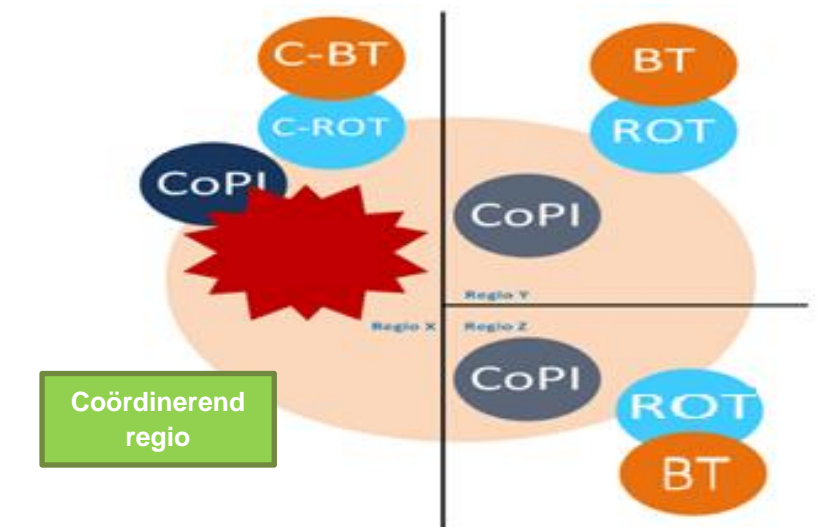 C-BT
C-ROT
CoPI
BT
ROT
CoPI
Regio Y
Regio X
Regio Z
CoPI
ROT
BT
Coördinerend
regio